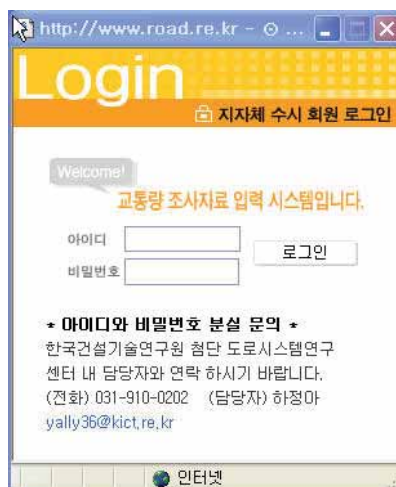 http://www.road.re.kr - ⊙ ...
Login
지자체 수시 회원 로그인
Welcome!
교통량 조사자료 입력 시스템입니다.
아이디
로그인
비밀번호
* 아이디와 비밀번호 분실 문의 *
한국건설기술연구원 첨단 도로시스템연구
센터 내 담당자와 연락 하시기 바랍니다.
(전화) 031-910-0202 (담당자) 하정아
yally36@kict.re.kr
인터넷